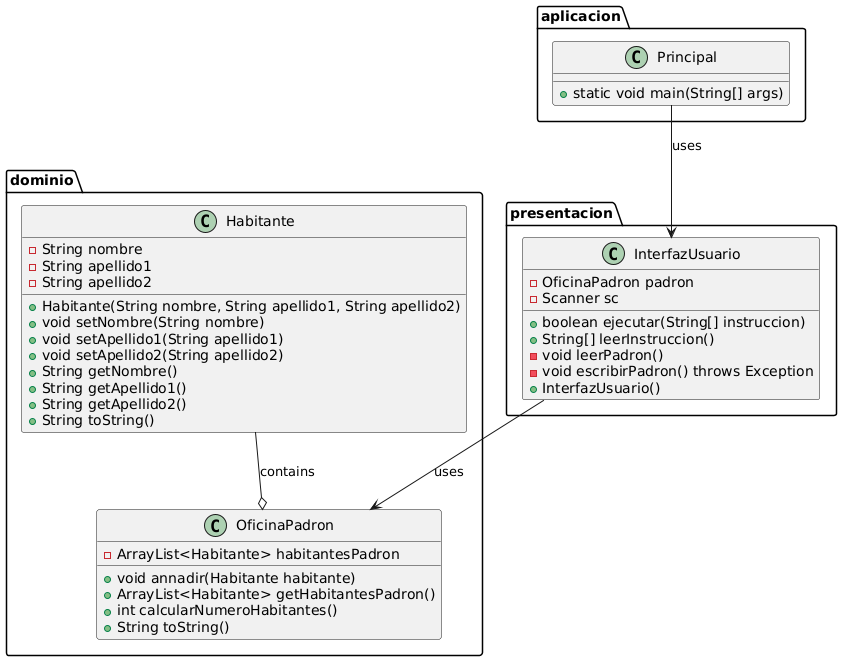 aplicacion
C Principal
static void main(String[] args)
uses
dominio
C Habitante
String nombre
String apellido1
String apellido2
Habitante(String nombre, String apellido1, String apellido2)
void setNombre(String nombre)
void setApellido1(String apellido1)
void setApellido2(String apellido2)
String getNombre()
String getApellido1()
String getApellido2()
String toString()
presentacion
C InterfazUsuario
OficinaPadron padron
Scanner sc
boolean ejecutar(String[] instruccion)
String[] leerInstruccion()
void leerPadron()
void escribirPadron() throws Exception
InterfazUsuario()
contains
uses
C OficinaPadron
ArrayList<Habitante> habitantesPadron
void annadir(Habitante habitante)
ArrayList<Habitante> getHabitantesPadron()
int calcularNumeroHabitantes()
String toString()